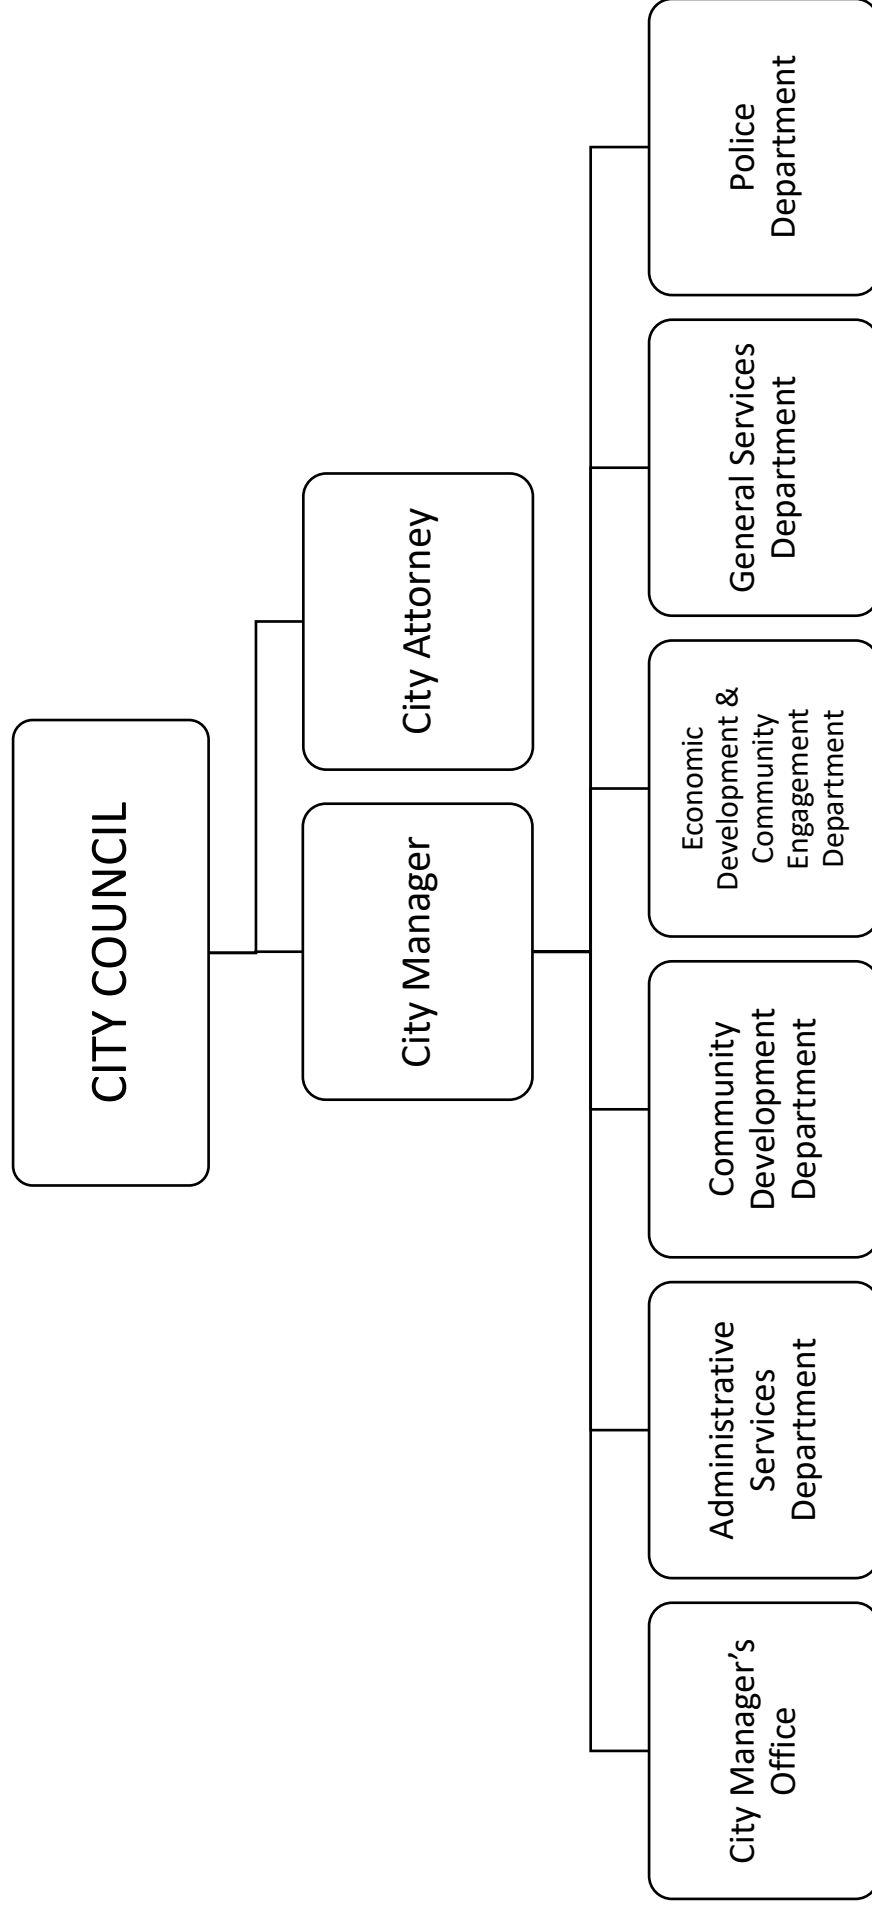 CITY COUNCIL
City Manager
City Attorney
City Manager’s
Office
Administrative
Services
Department
Community
Development
Department
Economic
Development &
Community
Engagement
Department
General Services
Department
Police
Department